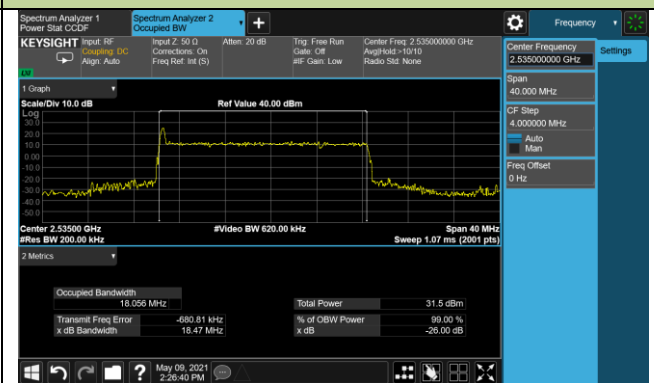 Spectrum Analyzer 1
Power Stat CCDF
Spectrum Analyzer 2
Occupied BW
Frequency
KEYSIGHT
Input: RF
Coupling: DC
Align: Auto
Input Z: 50 Ω
Corrections: On
Freq Ref: Int (S)
Atten: 20 dB
Trig: Free Run
Gate: Off
#IF Gain: Low
Center Freq: 2.535000000 GHz
Avg|Hold:>10/10
Radio Std: None
Center Frequency
2.535000000 GHz
Settings
Span
40.000 MHz
CF Step
4.000000 MHz
Auto
Man
Freq Offset
0 Hz
1 Graph
Scale/Div 10.0 dB
Ref Value 40.00 dBm
Log
30.0
20.0
10.0
0.00
-10.0
-20.0
-30.0
-40.0
-50.0
Center 2.53500 GHz
#Video BW 620.00 kHz
Span 40 MHz
#Res BW 200.00 kHz
Sweep 1.07 ms (2001 pts)
2 Metrics
Occupied Bandwidth
18.056 MHz
Total Power
31.5 dBm
Transmit Freq Error
-680.81 kHz
% of OBW Power
99.00 %
x dB Bandwidth
18.47 MHz
x dB
-26.00 dB
?
May 09, 2021
2:26:40 PM